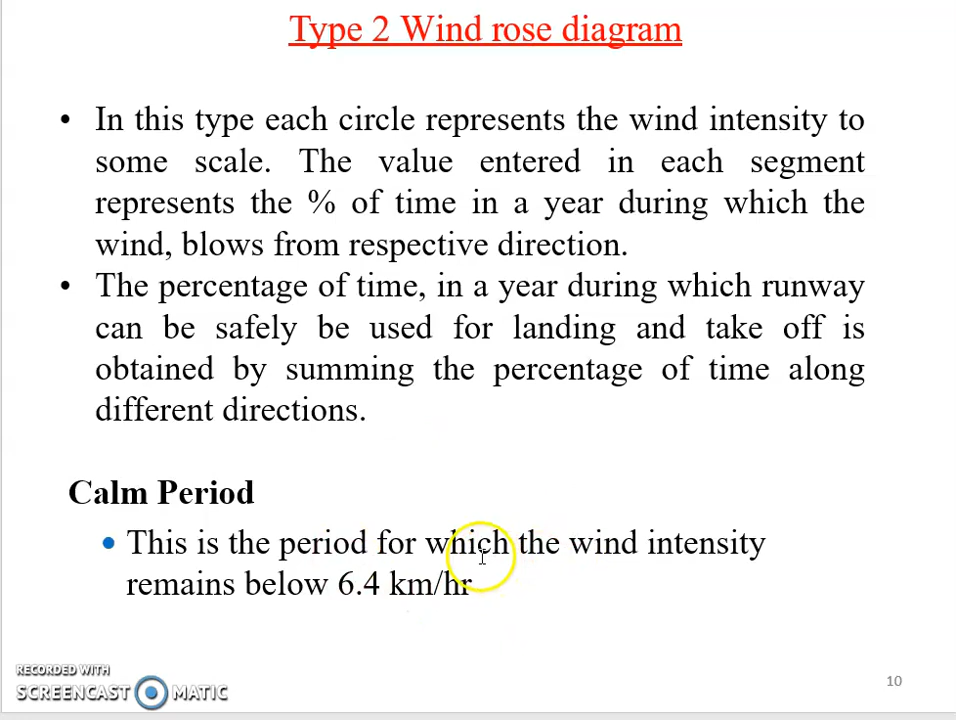 Type 2 Wind rose diagram
• In this type each circle represents the wind intensity to
some scale. The value entered in each segment
represents the % of time in a year during which the
wind, blows from respective direction.
• The percentage of time, in a year during which runway
can be safely be used for landing and take off is
obtained by summing the percentage of time along
different directions.
Calm Period
• This is the period for which the wind intensity
remains below 6.4 km/hr
RECORDED WITH
SCREENCAST MATIC
10